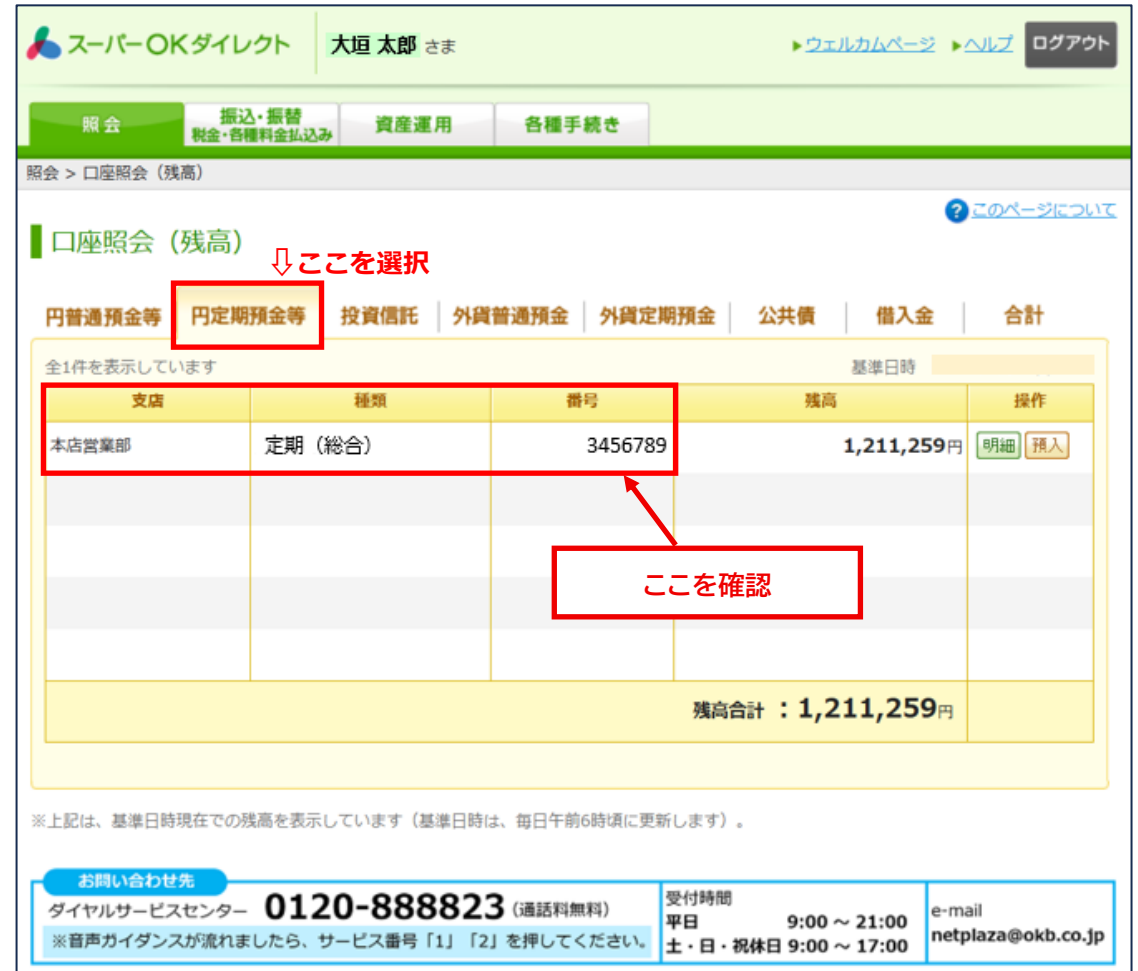 スーパーOKダイレクト 大垣 太郎 さま ウェルカムページ ヘルプ ログアウト
照会 振込・振替 資産運用 各種手続き
税金・各種料金払込み
照会 > 口座照会（残高）
? このページについて
口座照会（残高）
⇩ここを選択
円普通預金等 円定期預金等 投資信託 外貨普通預金 外貨定期預金 公共債 借入金 合計
全1件を表示しています 基準日時
支店 種類 番号 残高 操作
本店営業部 定期（総合） 3456789 1,211,259円 明細 預入
ここを確認
残高合計 ：1,211,259円
※上記は、基準日時現在での残高を表示しています（基準日時は、毎日午前6時頃に更新します）。
お問い合わせ先
ダイヤルサービスセンター 0120-888823（通話料無料）
※音声ガイダンスが流れましたら、サービス番号「1」「2」を押してください。
受付時間
平日 9:00 ～ 21:00
土・日・祝休日 9:00 ～ 17:00
e-mail
netplaza@okb.co.jp